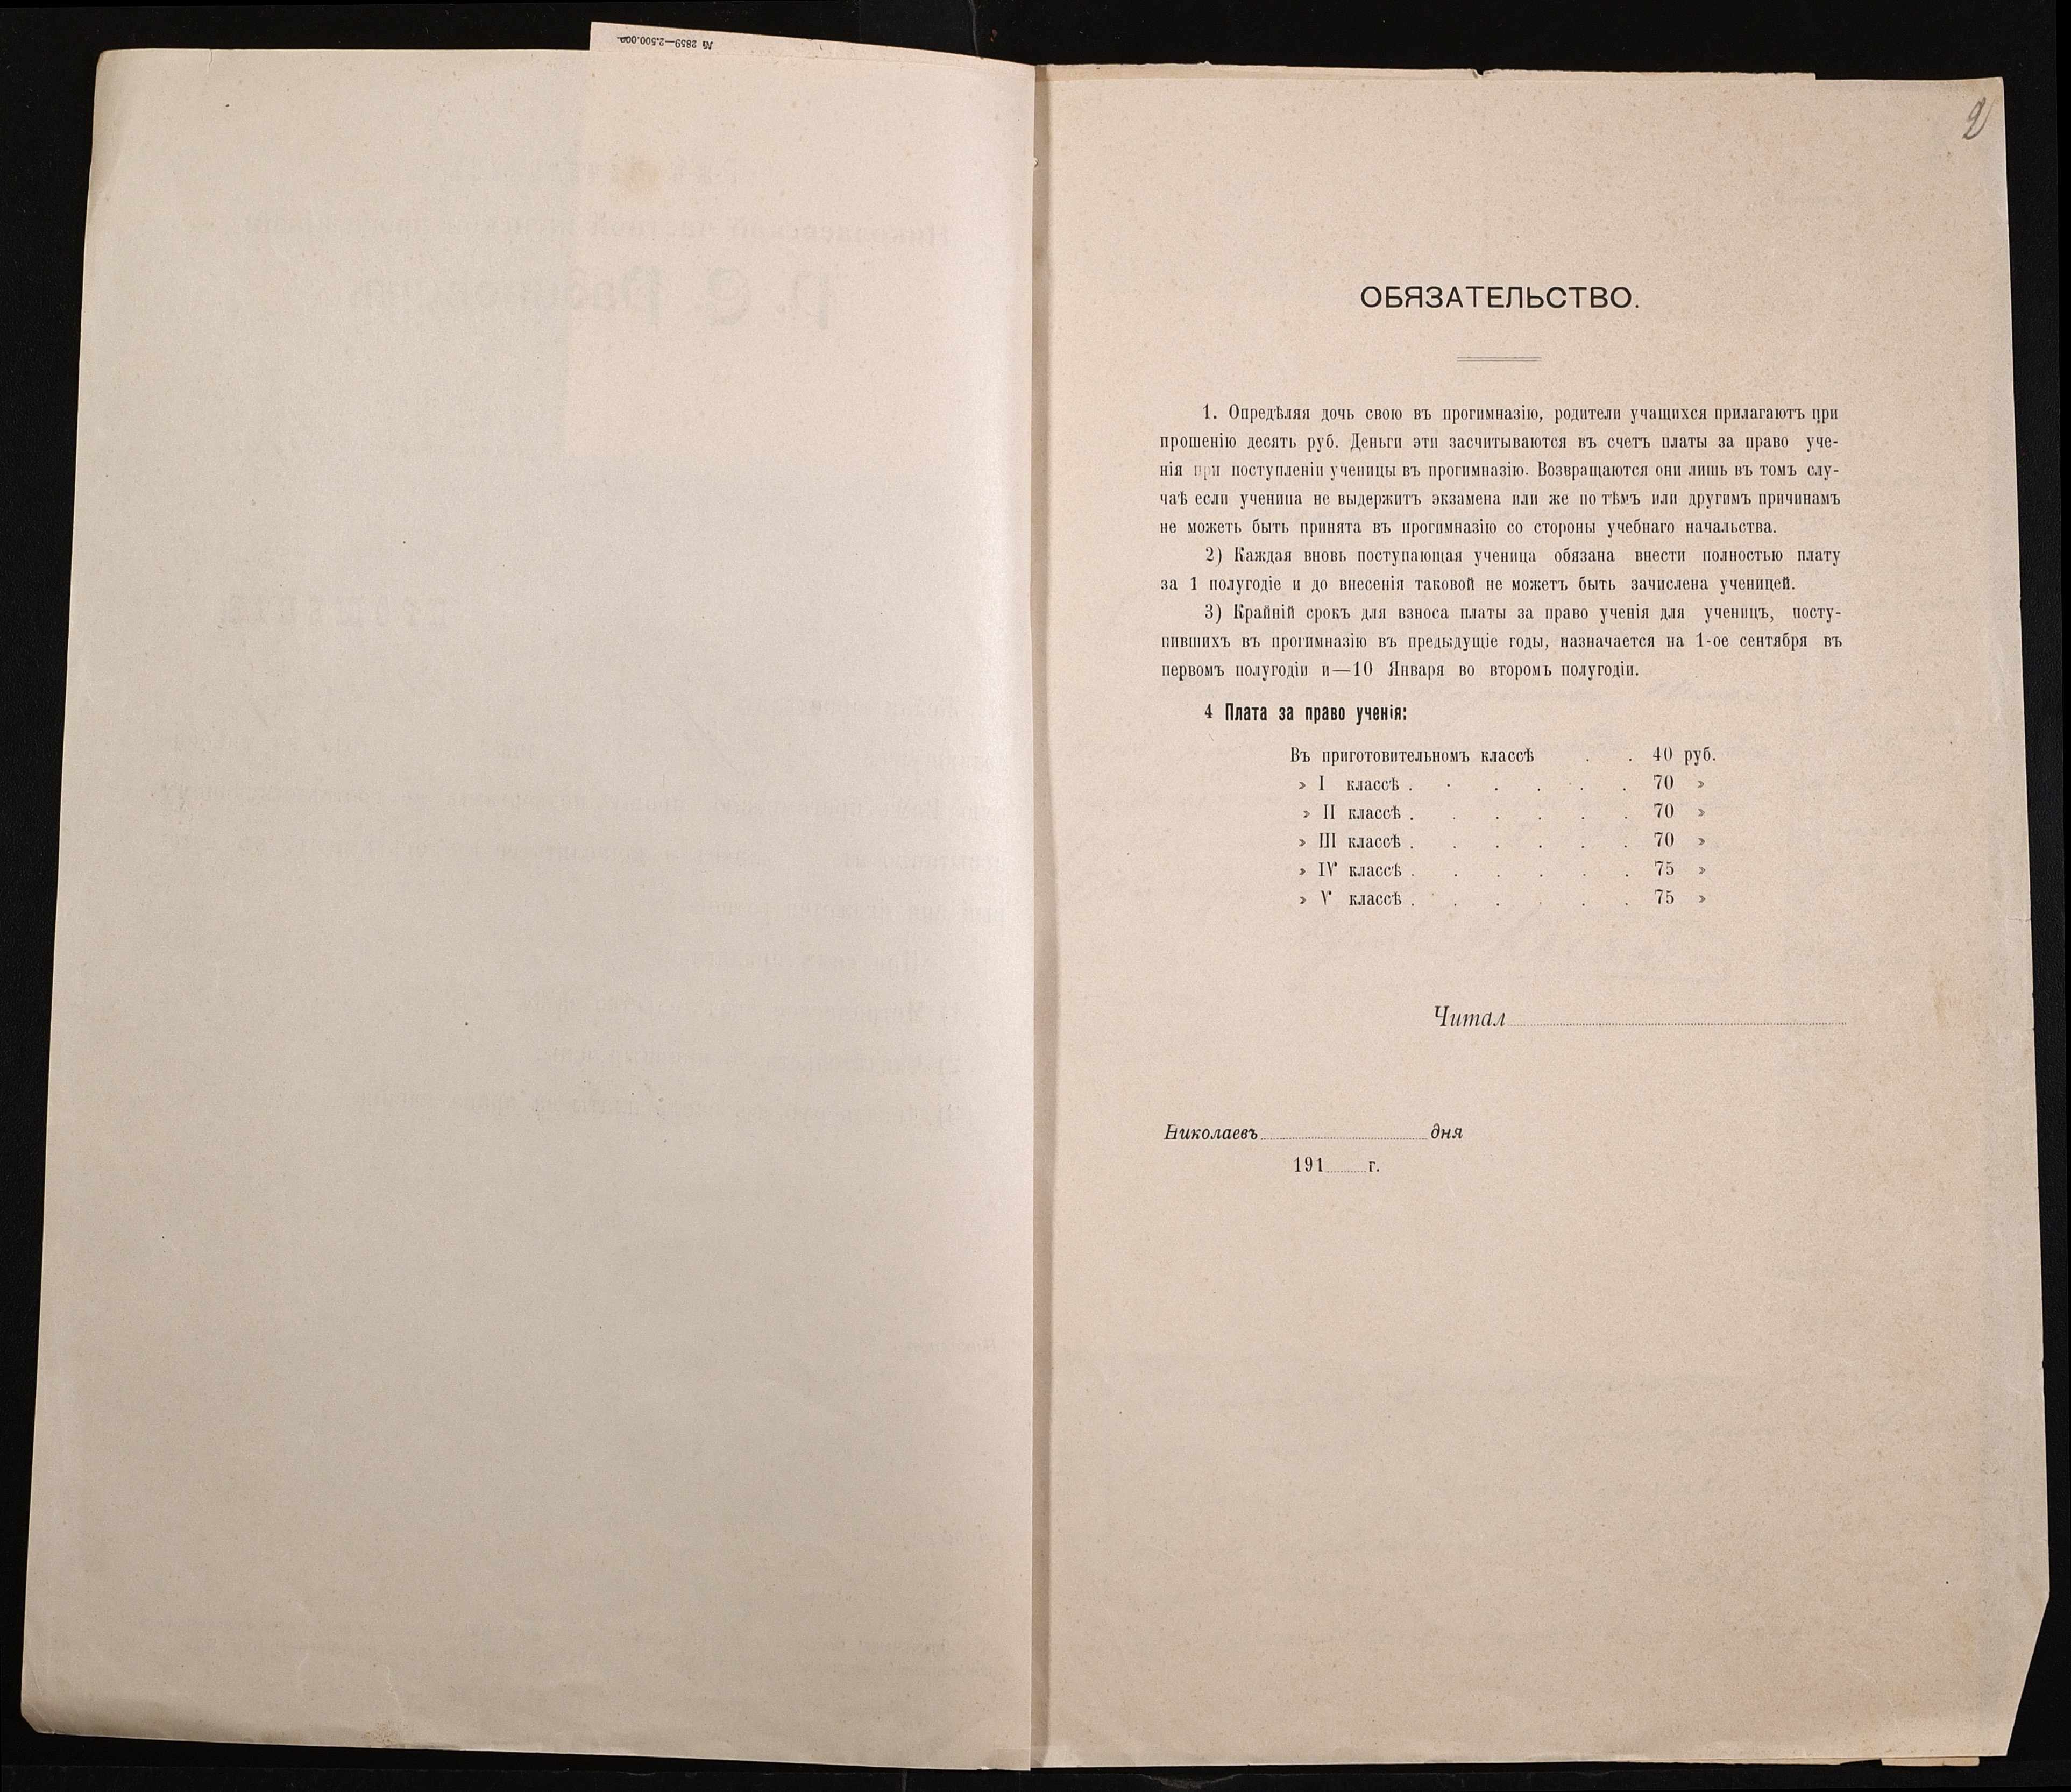 № 2859—2.500.000.
2
ОБЯЗАТЕЛЬСТВО.
1. Опредѣляя дочь свою въ прогимназію, родители учащихся прилагаютъ при
прошенію десять руб. Деньги эти засчитываются въ счетъ платы за право уче-
нія при поступленіи ученицы въ прогимназію. Возвращаются они лишь въ томъ слу-
чаѣ если ученица не выдержитъ экзамена или же по тѣмъ или другимъ причинамъ
не можеть быть принята въ прогимназію со стороны учебнаго начальства.
2) Каждая вновь поступающая ученица обязана внести полностью плату
за 1 полугодіе и до внесенія таковой не можетъ быть зачислена ученицей.
3) Крайній срокъ для взноса платы за право ученія для ученицъ, посту-
пившихъ въ прогимназію въ предыдущіе годы, назначается на 1-ое сентября въ
первомъ полугодіи и—10 Января во второмъ полугодіи.
4 Плата за право ученія:
Въ приготовительномъ классѣ . . 40 руб.
» I классѣ . . . . . . 70 »
» II классѣ . . . . . . 70 »
» III классѣ . . . . . . 70 »
» IV классѣ . . . . . . 75 »
» V классѣ . . . . . . 75 »
Читал
Николаевъ дня
191 г.